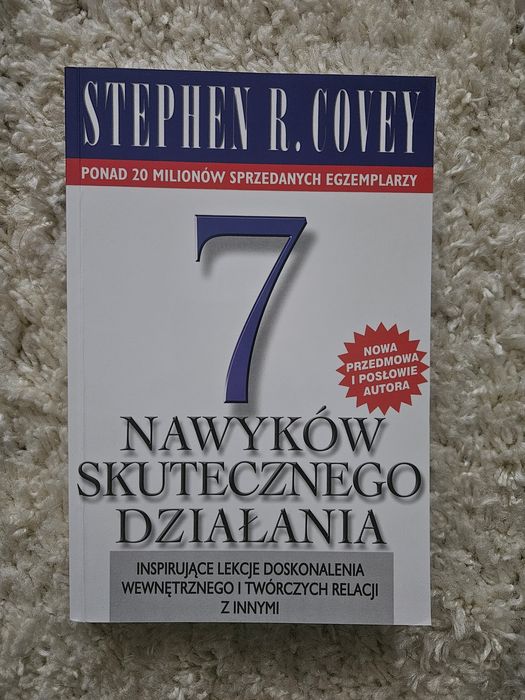 STEPHEN R. COVEY
PONAD 20 MILIONÓW SPRZEDANYCH EGZEMPLARZY
7
NOWA
PRZEDMOWA
I POSŁOWIE
AUTORA
NAWYKÓW
SKUTECZNEGO
DZIAŁANIA
INSPIRUJĄCE LEKCJE DOSKONALENIA
WEWNĘTRZNEGO I TWÓRCZYCH RELACJI
Z INNYMI